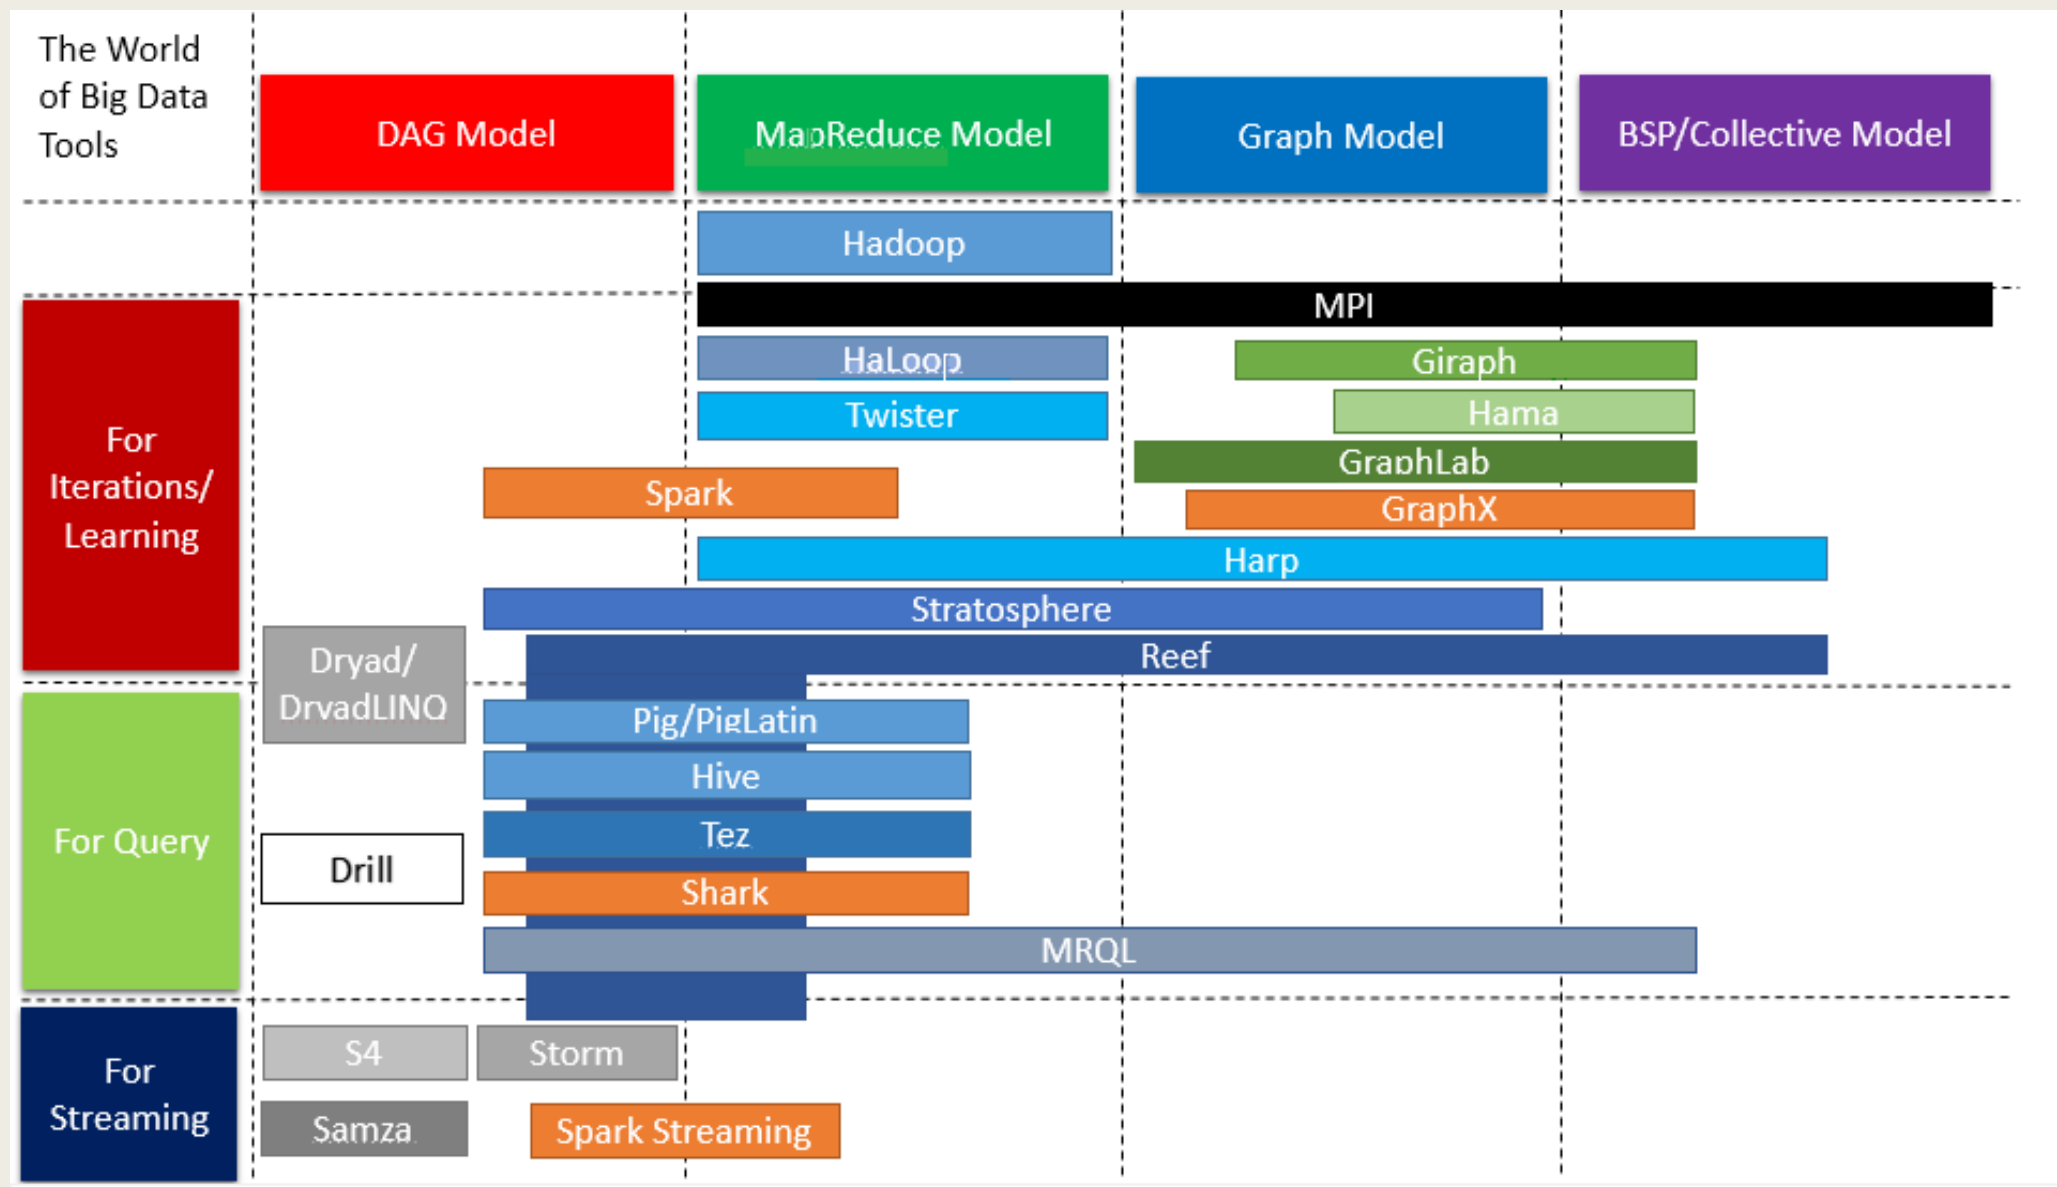 The World
of Big Data
Tools
DAG Model
MapReduce Model
Graph Model
BSP/Collective Model
Hadoop
MPI
For
Iterations/
Learning
HaLoop
Giraph
Twister
Hama
GraphLab
Spark
GraphX
Harp
Stratosphere
Reef
Dryad/
DryadLINQ
For Query
Pig/PigLatin
Hive
Tez
Drill
Shark
MRQL
For
Streaming
S4
Storm
Samza
Spark Streaming